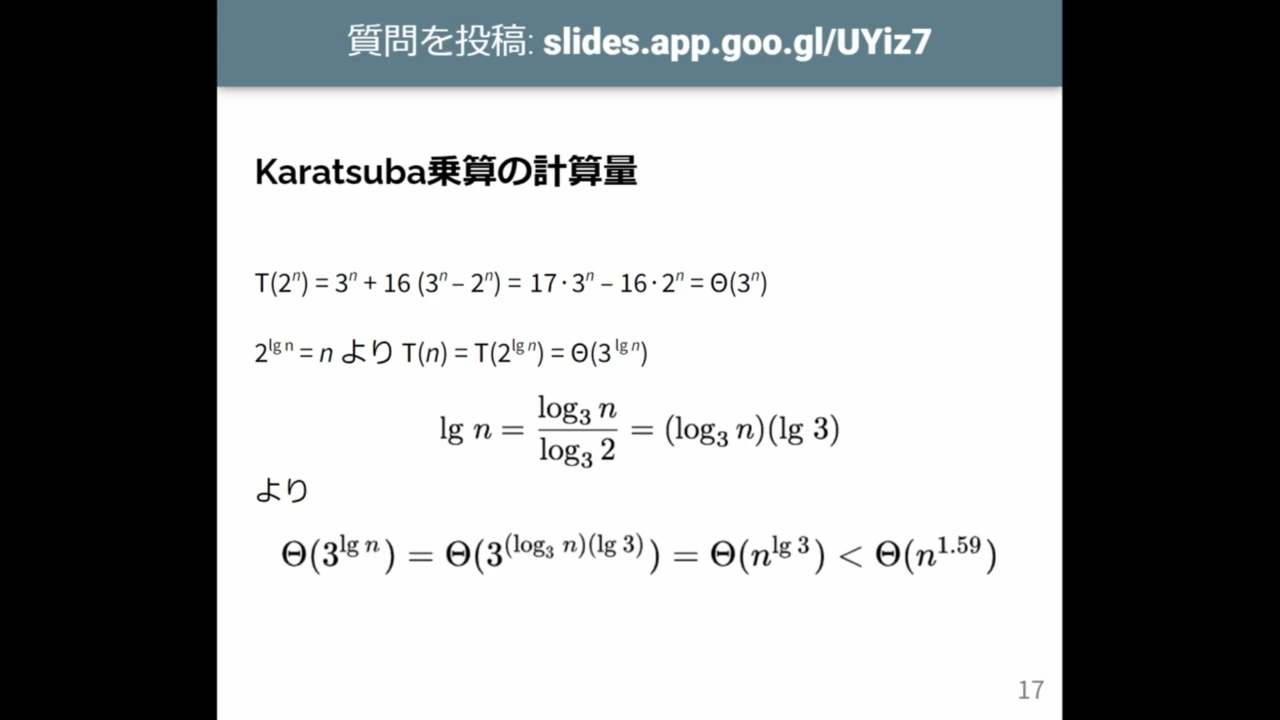 質問を投稿: slides.app.goo.gl/UYiz7
Karatsuba乗算の計算量
T(2ⁿ) = 3ⁿ + 16 (3ⁿ – 2ⁿ) = 17·3ⁿ – 16·2ⁿ = Θ(3ⁿ)
2^{lg n} = n より T(n) = T(2^{lg n}) = Θ(3^{lg n})
lg n = \frac{log₃ n}{log₃ 2} = (log₃ n)(lg 3)
より
Θ(3^{lg n}) = Θ(3^{(log₃ n)(lg 3)}) = Θ(n^{lg 3}) < Θ(n^{1.59})
17